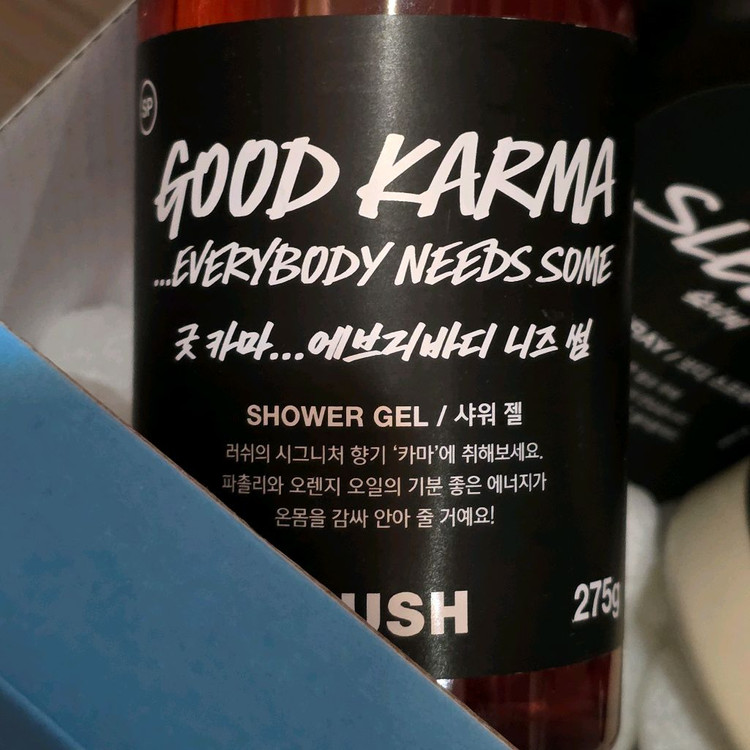 SP
GOOD KARMA
...EVERYBODY NEEDS SOME
굿 카마...에브리바디 니즈 썸
SHOWER GEL / 샤워 젤
러쉬의 시그니처 향기 ‘카마’에 취해보세요.
파촐리와 오렌지 오일의 기분 좋은 에너지가
온몸을 감싸 안아 줄 거예요!
USH
275g